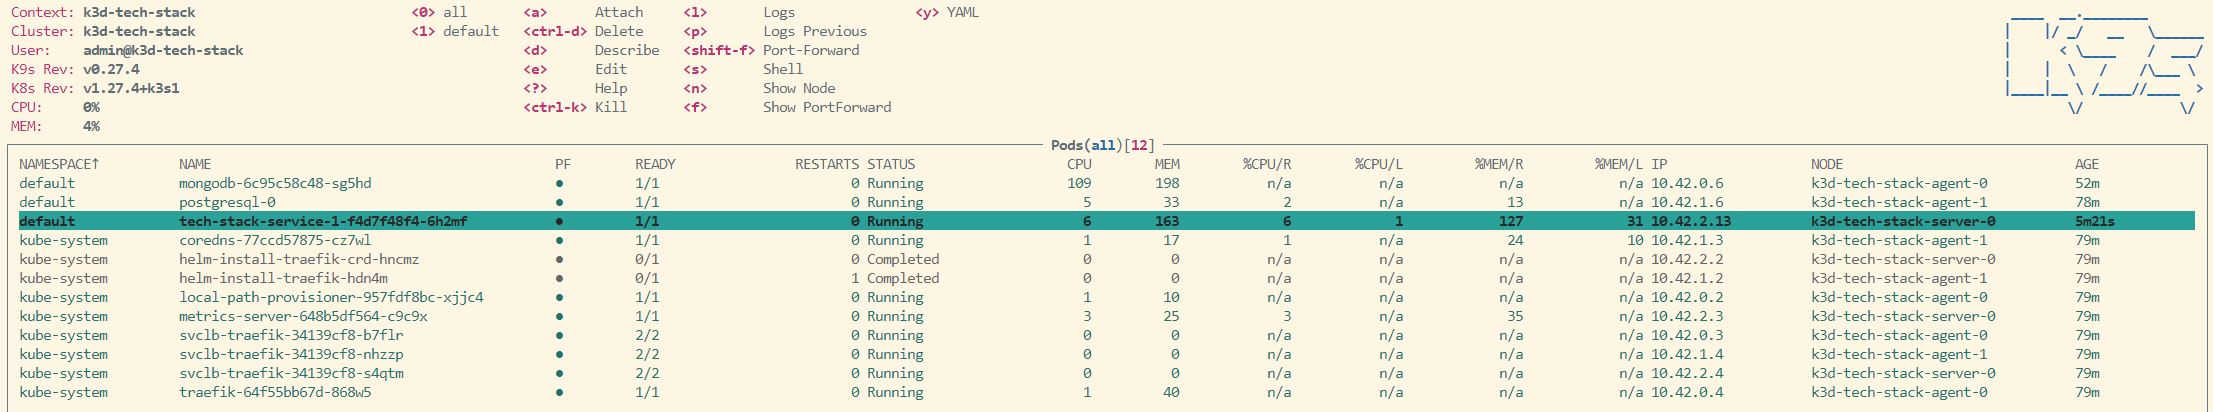 Context: k3d-tech-stack <0> all <a> Attach <l> Logs <y> YAML
Cluster: k3d-tech-stack <1> default <ctrl-d> Delete <p> Logs Previous
User: admin@k3d-tech-stack <d> Describe <shift-f> Port-Forward
K9s Rev: v0.27.4 <e> Edit <s> Shell
K8s Rev: v1.27.4+k3s1 <?> Help <n> Show Node
CPU: 0% <ctrl-k> Kill <f> Show PortForward
MEM: 4%
K9s
Pods(all)[12]
NAMESPACE↑ NAME PF READY RESTARTS STATUS CPU MEM %CPU/R %CPU/L %MEM/R %MEM/L IP NODE AGE
default mongodb-6c95c58c48-sg5hd ● 1/1 0 Running 109 198 n/a n/a n/a n/a 10.42.0.6 k3d-tech-stack-agent-0 52m
default postgresql-0 ● 1/1 0 Running 5 33 2 n/a 13 n/a 10.42.1.6 k3d-tech-stack-agent-1 78m
default tech-stack-service-1-f4d7f48f4-6h2mf ● 1/1 0 Running 6 163 6 1 127 31 10.42.2.13 k3d-tech-stack-server-0 5m21s
kube-system coredns-77ccd57875-cz7wl ● 1/1 0 Running 1 17 1 n/a 24 10 10.42.1.3 k3d-tech-stack-agent-1 79m
kube-system helm-install-traefik-crd-hncmz ● 0/1 0 Completed 0 0 n/a n/a n/a n/a 10.42.2.2 k3d-tech-stack-server-0 79m
kube-system helm-install-traefik-hdn4m ● 0/1 1 Completed 0 0 n/a n/a n/a n/a 10.42.1.2 k3d-tech-stack-agent-1 79m
kube-system local-path-provisioner-957fdf8bc-xjjc4 ● 1/1 0 Running 1 10 n/a n/a n/a n/a 10.42.0.2 k3d-tech-stack-agent-0 79m
kube-system metrics-server-648b5df564-c9c9x ● 1/1 0 Running 3 25 3 n/a 35 n/a 10.42.2.3 k3d-tech-stack-server-0 79m
kube-system svclb-traefik-34139cf8-b7flr ● 2/2 0 Running 0 0 n/a n/a n/a n/a 10.42.0.3 k3d-tech-stack-agent-0 79m
kube-system svclb-traefik-34139cf8-nhzzp ● 2/2 0 Running 0 0 n/a n/a n/a n/a 10.42.1.4 k3d-tech-stack-agent-1 79m
kube-system svclb-traefik-34139cf8-s4qtm ● 2/2 0 Running 0 0 n/a n/a n/a n/a 10.42.2.4 k3d-tech-stack-server-0 79m
kube-system traefik-64f55bb67d-868w5 ● 1/1 0 Running 1 40 n/a n/a n/a n/a 10.42.0.4 k3d-tech-stack-agent-0 79m